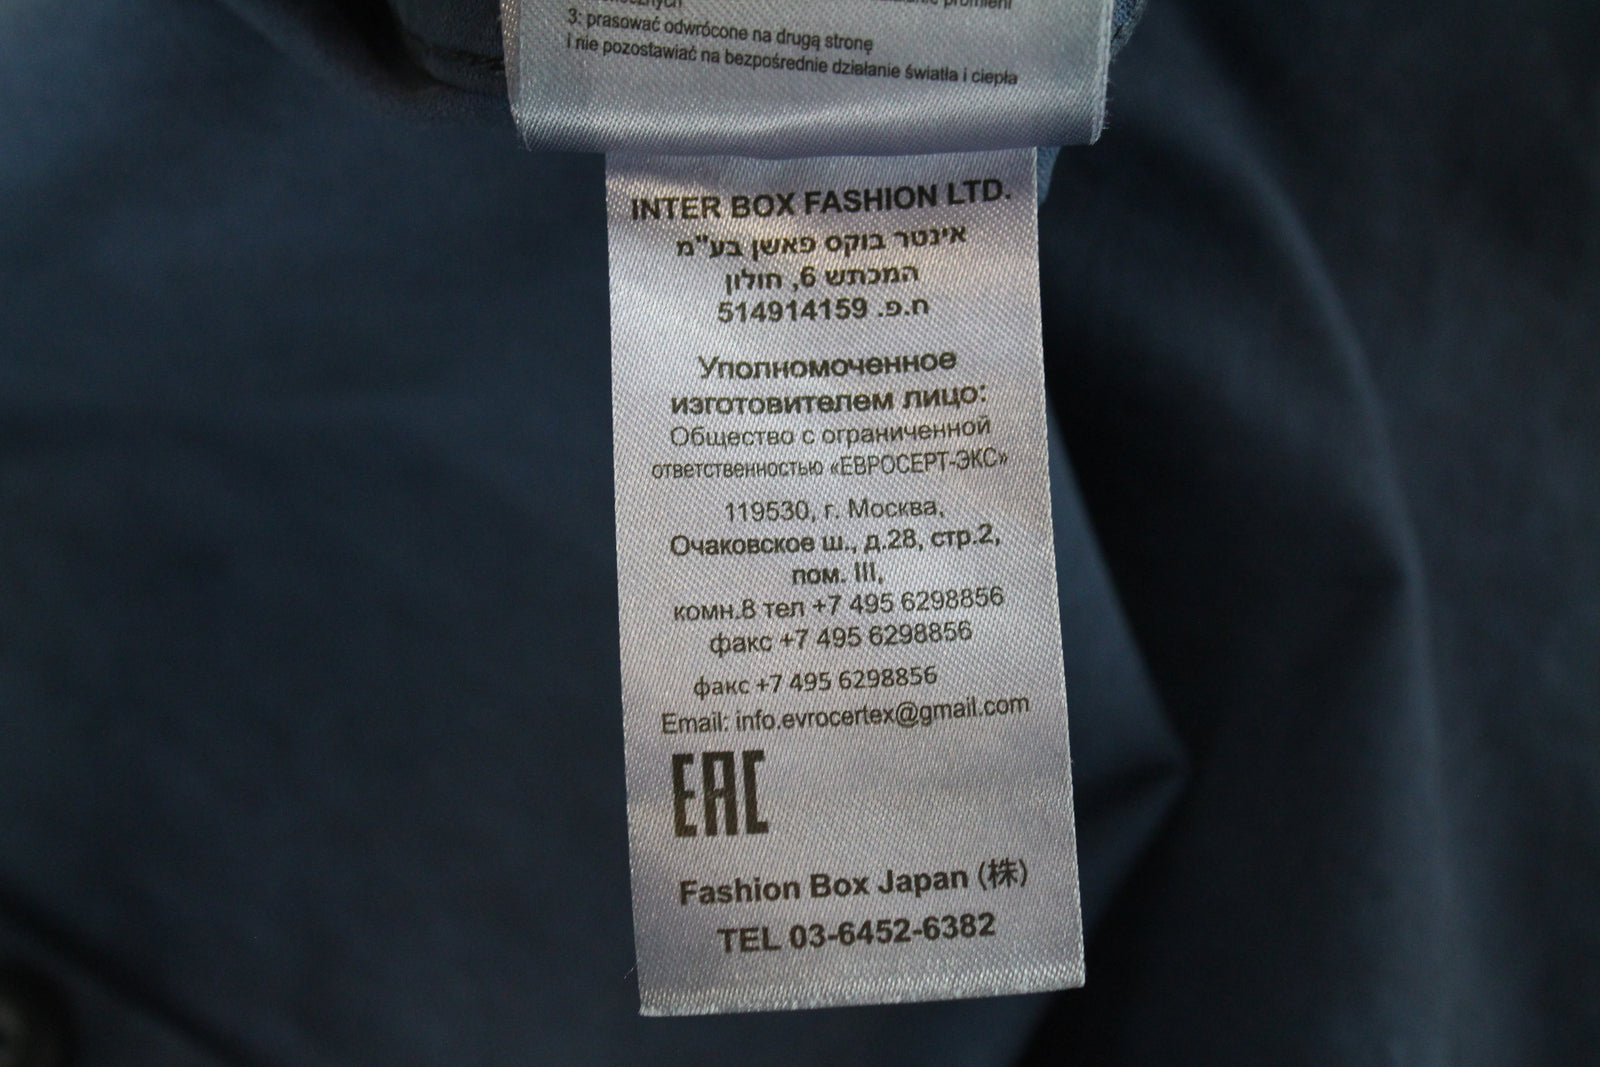 promieni
3: prasować odwrócone na drugą stronę
i nie pozostawiać na bezpośrednie działanie światła i ciepła
INTER BOX FASHION LTD.
אינטר בוקס פאשן בע"מ
המכתש 6, חולון
ח.פ. 514914159
Уполномоченное
изготовителем лицо:
Общество с ограниченной
ответственностью «ЕВРОСЕРТ-ЭКС»
119530, г. Москва,
Очаковское ш., д.28, стр.2,
пом. III,
комн.8 тел +7 495 6298856
факс +7 495 6298856
факс +7 495 6298856
Email: info.evrocertex@gmail.com
EAC
Fashion Box Japan (株)
TEL 03-6452-6382